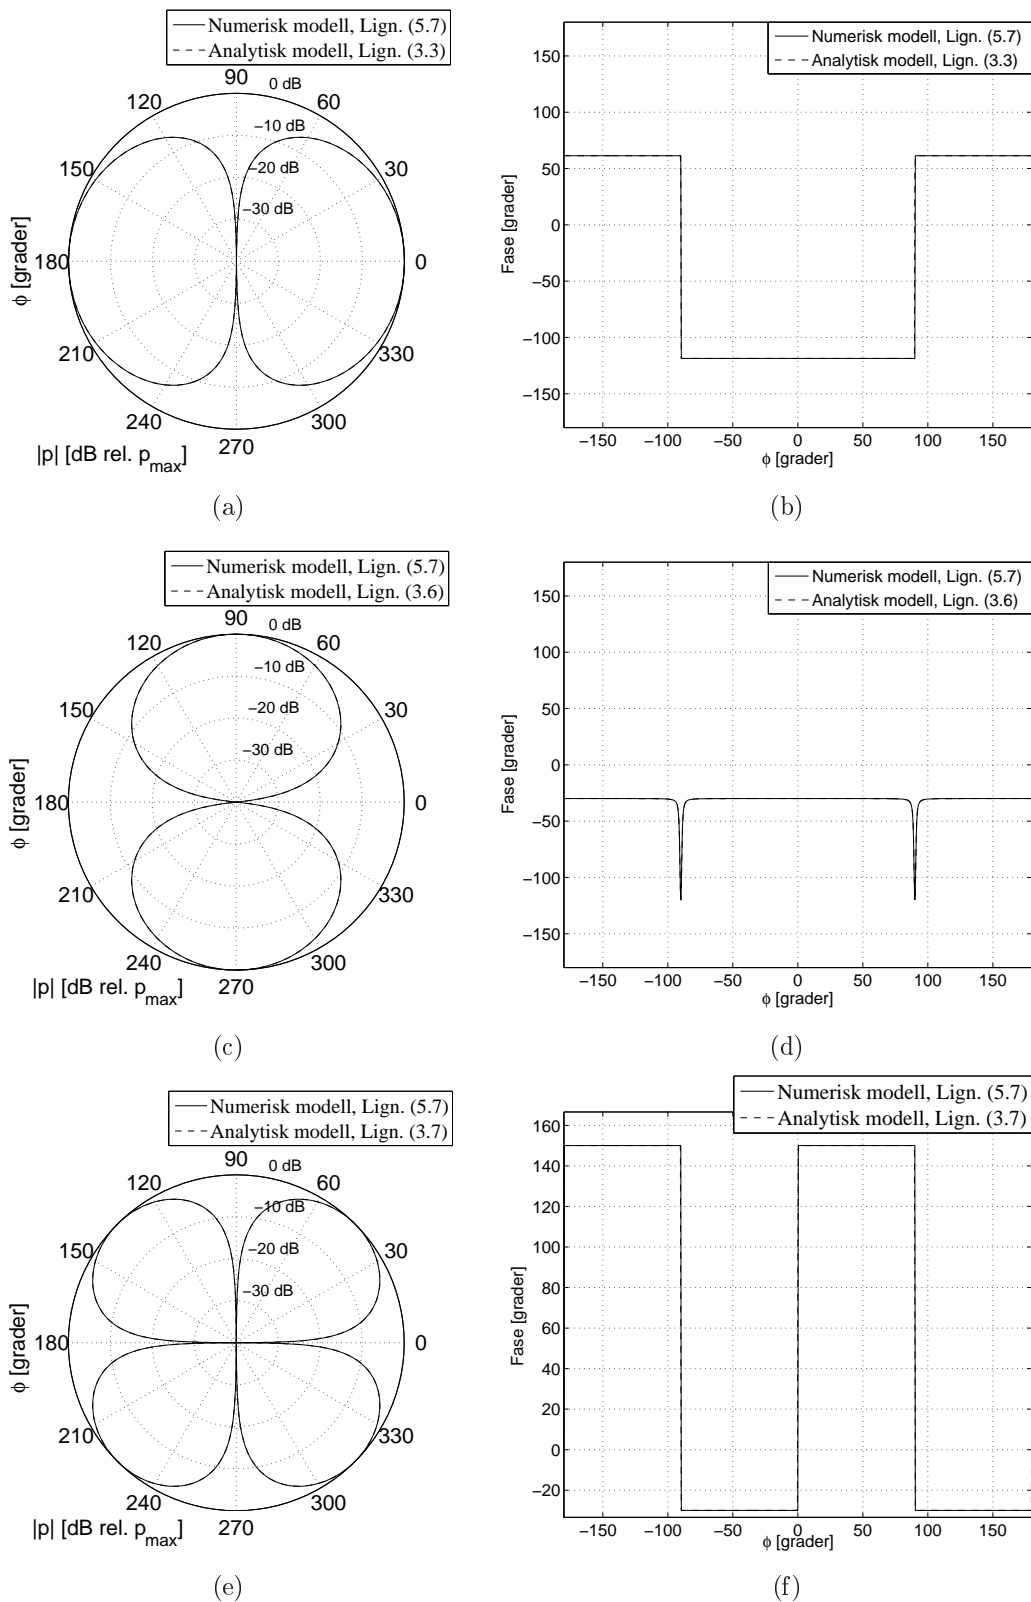 Numerisk modell, Lign. (5.7)
Analytisk modell, Lign. (3.3)
90
0 dB
120
60
−10 dB
150
30
−20 dB
−30 dB
180
0
φ [grader]
210
330
240
300
270
|p| [dB rel. pmax]
(a)
Numerisk modell, Lign. (5.7)
Analytisk modell, Lign. (3.3)
150
100
50
0
−50
−100
−150
Fase [grader]
−150 −100 −50 0 50 100 150
φ [grader]
(b)
Numerisk modell, Lign. (5.7)
Analytisk modell, Lign. (3.6)
90
0 dB
120
60
−10 dB
150
30
−20 dB
−30 dB
180
0
φ [grader]
210
330
240
300
270
|p| [dB rel. pmax]
(c)
Numerisk modell, Lign. (5.7)
Analytisk modell, Lign. (3.6)
150
100
50
0
−50
−100
−150
Fase [grader]
−150 −100 −50 0 50 100 150
φ [grader]
(d)
Numerisk modell, Lign. (5.7)
Analytisk modell, Lign. (3.7)
90
0 dB
120
60
−10 dB
150
30
−20 dB
−30 dB
180
0
φ [grader]
210
330
240
300
270
|p| [dB rel. pmax]
(e)
Numerisk modell, Lign. (5.7)
Analytisk modell, Lign. (3.7)
160
140
120
100
80
60
40
20
0
−20
Fase [grader]
−150 −100 −50 0 50 100 150
φ [grader]
(f)